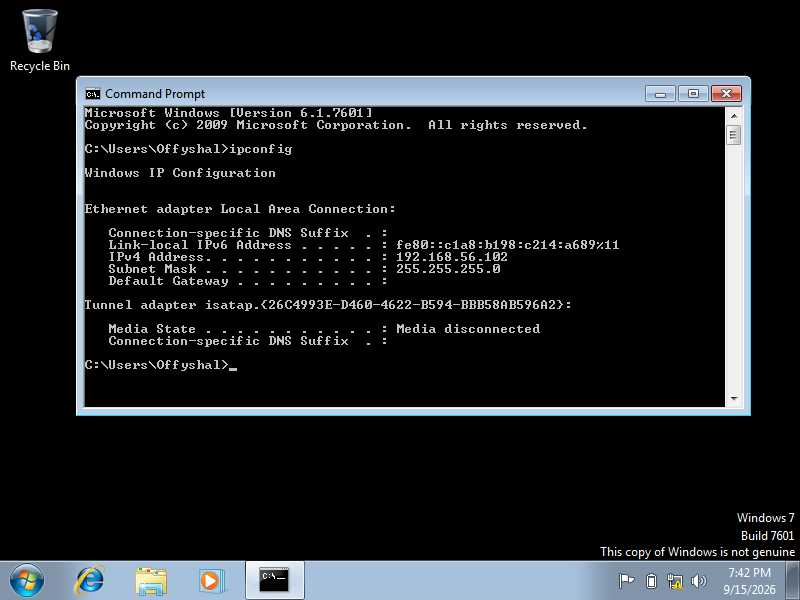 Recycle Bin
Command Prompt
Microsoft Windows [Version 6.1.7601]
Copyright (c) 2009 Microsoft Corporation.  All rights reserved.
C:\Users\Offyshal>ipconfig
Windows IP Configuration
Ethernet adapter Local Area Connection:
   Connection-specific DNS Suffix  . :
   Link-local IPv6 Address . . . . . : fe80::c1a8:b198:c214:a689%11
   IPv4 Address. . . . . . . . . . . : 192.168.56.102
   Subnet Mask . . . . . . . . . . . : 255.255.255.0
   Default Gateway . . . . . . . . . :
Tunnel adapter isatap.{26C4993E-D460-4622-B594-BBB58AB596A2}:
   Media State . . . . . . . . . . . : Media disconnected
   Connection-specific DNS Suffix  . :
C:\Users\Offyshal>_
Windows 7
Build 7601
This copy of Windows is not genuine
7:42 PM
9/15/2026